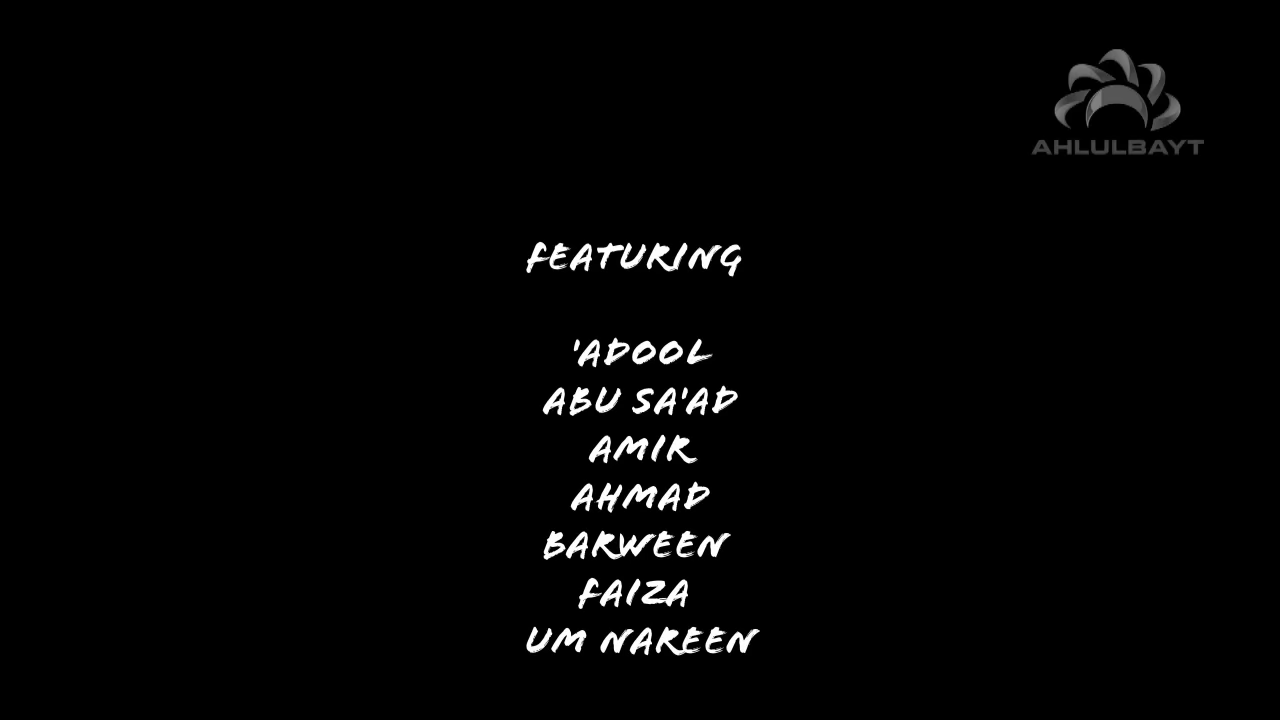 AHLULBAYT
FEATURING
'ADOOL
ABU SA'AD
AMIR
AHMAD
BARWEEN
FAIZA
UM NAREEN